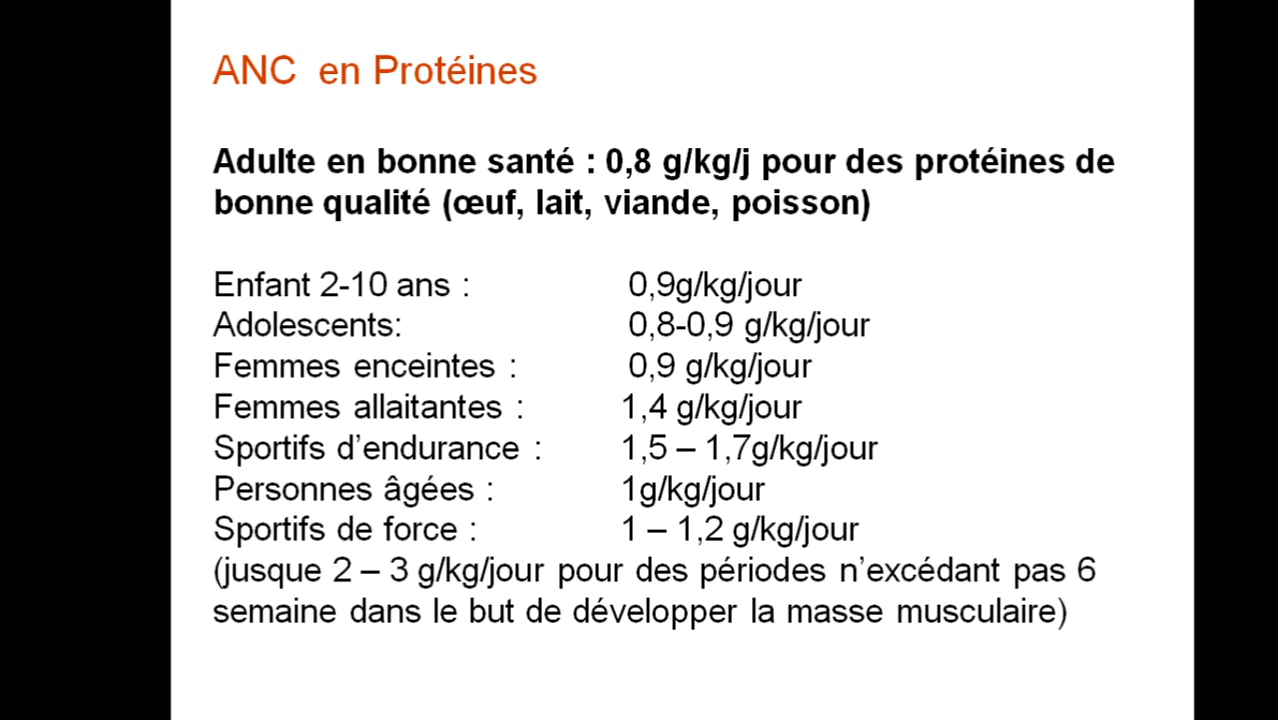 ANC en Protéines
Adulte en bonne santé : 0,8 g/kg/j pour des protéines de
bonne qualité (œuf, lait, viande, poisson)
Enfant 2-10 ans : 0,9g/kg/jour
Adolescents: 0,8-0,9 g/kg/jour
Femmes enceintes : 0,9 g/kg/jour
Femmes allaitantes : 1,4 g/kg/jour
Sportifs d’endurance : 1,5 – 1,7g/kg/jour
Personnes âgées : 1g/kg/jour
Sportifs de force : 1 – 1,2 g/kg/jour
(jusque 2 – 3 g/kg/jour pour des périodes n’excédant pas 6
semaine dans le but de développer la masse musculaire)